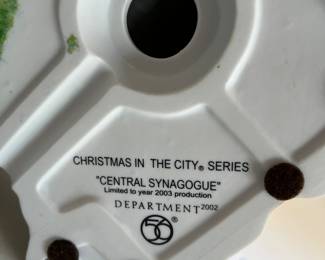 CHRISTMAS IN THE CITY® SERIES
"CENTRAL SYNAGOGUE"
Limited to year 2003 production
DEPARTMENT 2002
56 ®